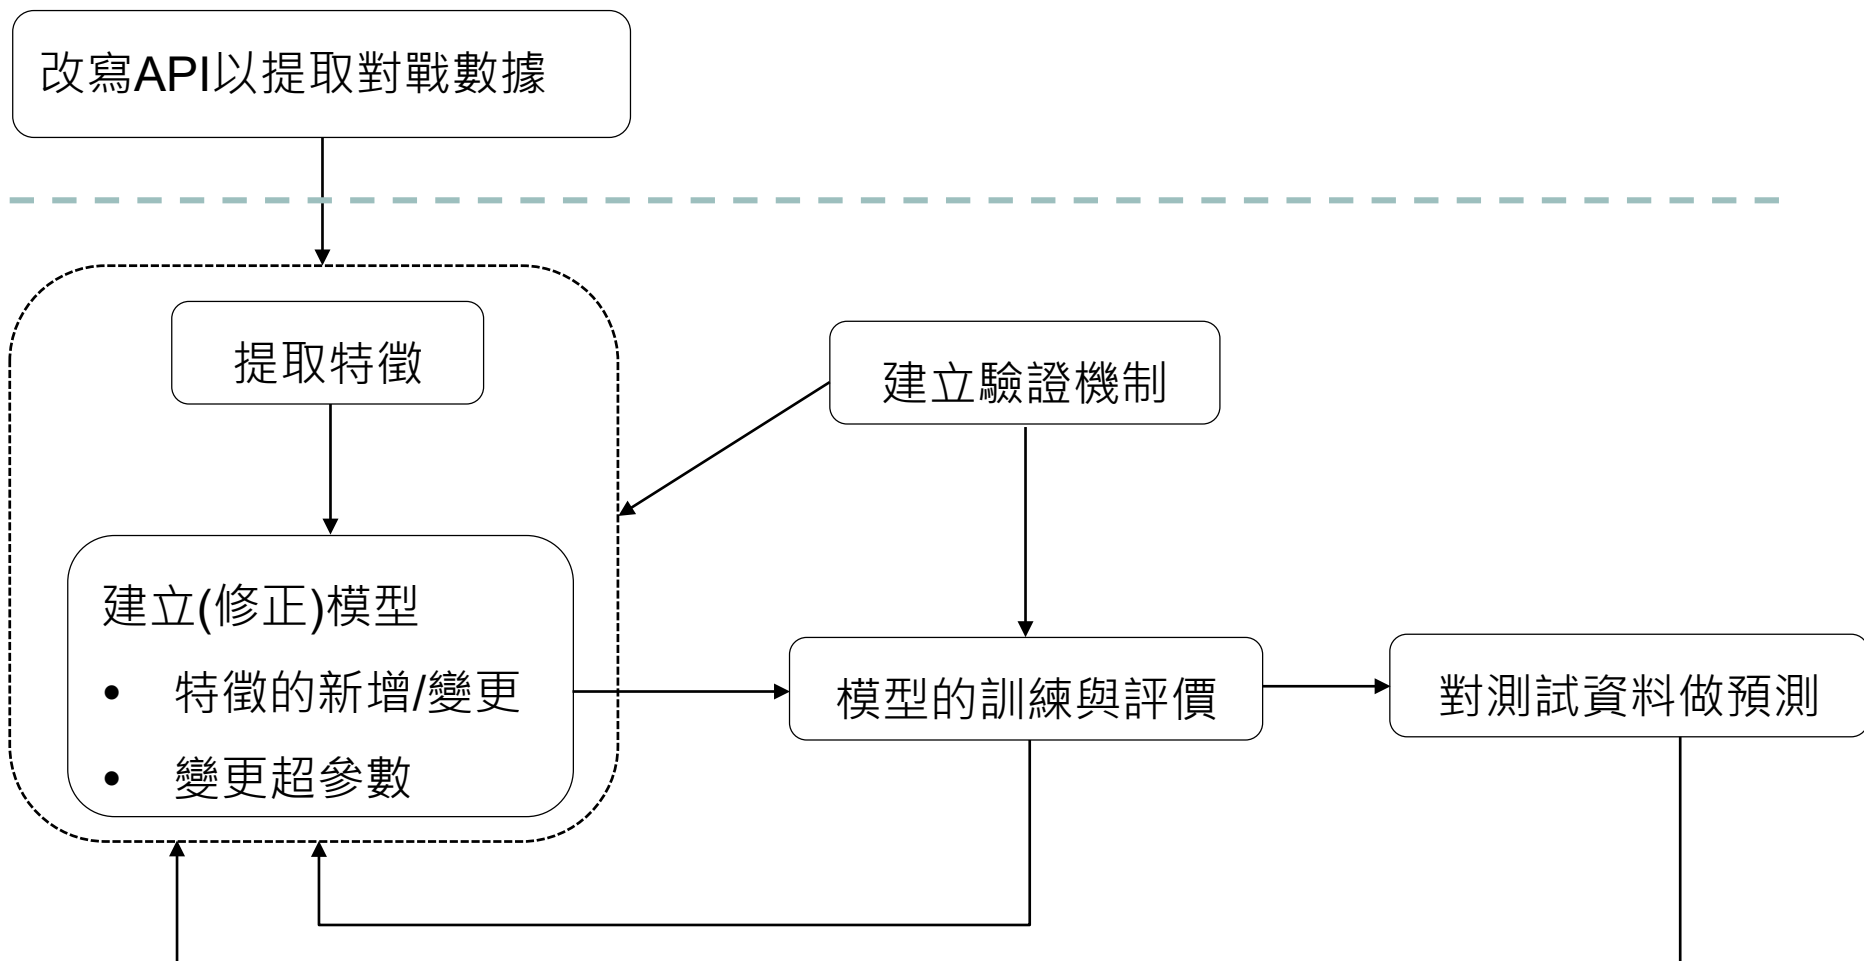 改寫API以提取對戰數據
提取特徵
建立驗證機制
建立(修正)模型
• 特徵的新增/變更
• 變更超參數
模型的訓練與評價
對測試資料做預測